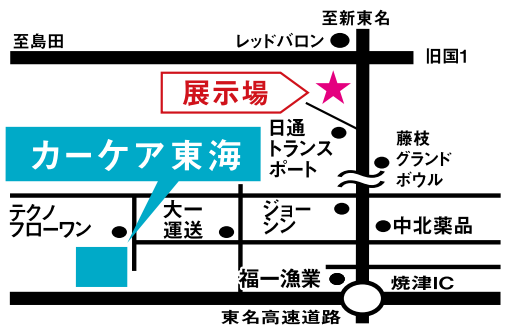 至新東名
至島田
レッドバロン
旧国1
展示場
日通
トランス
ポート
藤枝
グランド
ボウル
カーケア東海
テクノ
フローワン
大一
運送
ジョー
シン
中北薬品
福一漁業
焼津IC
東名高速道路